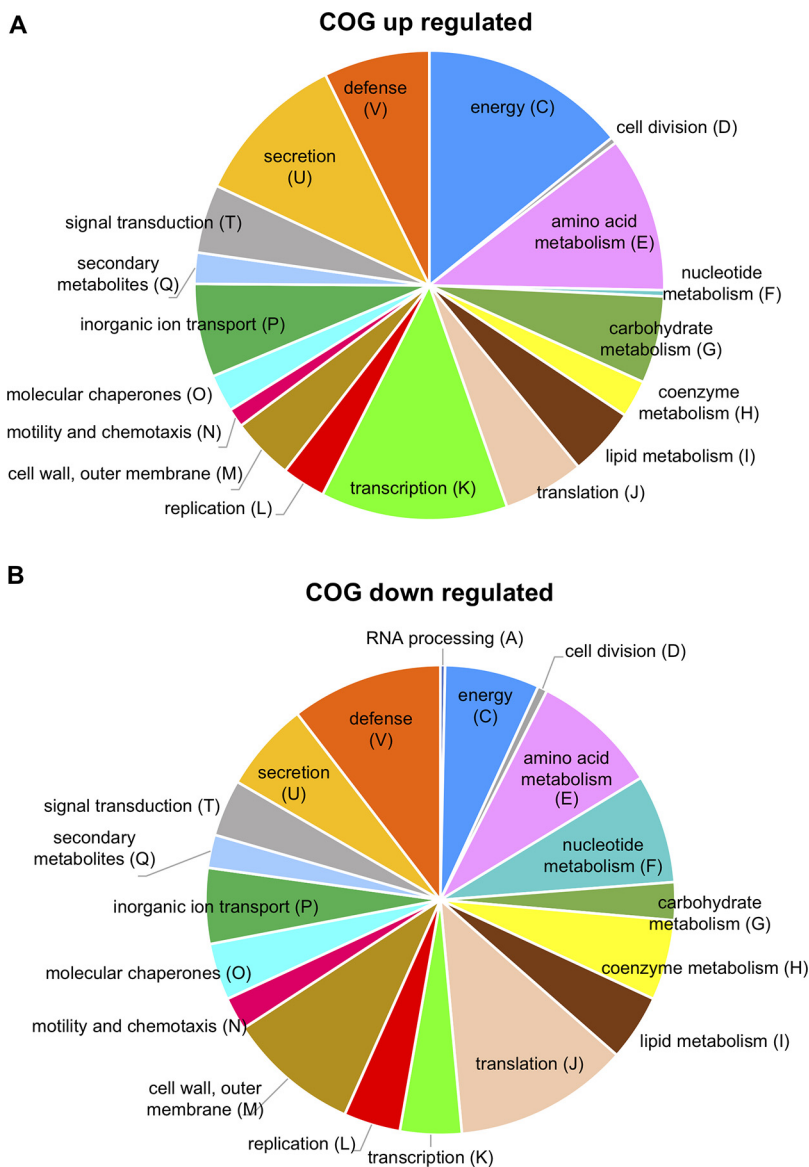 A
COG up regulated
defense
(V)
energy (C)
cell division (D)
secretion
(U)
amino acid
metabolism (E)
signal transduction (T)
secondary
metabolites (Q)
nucleotide
metabolism (F)
inorganic ion transport (P)
carbohydrate
metabolism (G)
molecular chaperones (O)
coenzyme
metabolism (H)
motility and chemotaxis (N)
lipid metabolism (I)
cell wall, outer membrane (M)
transcription (K)
translation (J)
replication (L)
B
COG down regulated
RNA processing (A)
cell division (D)
energy
(C)
defense
(V)
amino acid
metabolism
(E)
secretion
(U)
signal transduction (T)
secondary
metabolites (Q)
nucleotide
metabolism (F)
inorganic ion transport (P)
carbohydrate
metabolism (G)
molecular chaperones (O)
coenzyme metabolism (H)
motility and chemotaxis (N)
lipid metabolism (I)
translation (J)
cell wall, outer
membrane (M)
replication (L)
transcription (K)